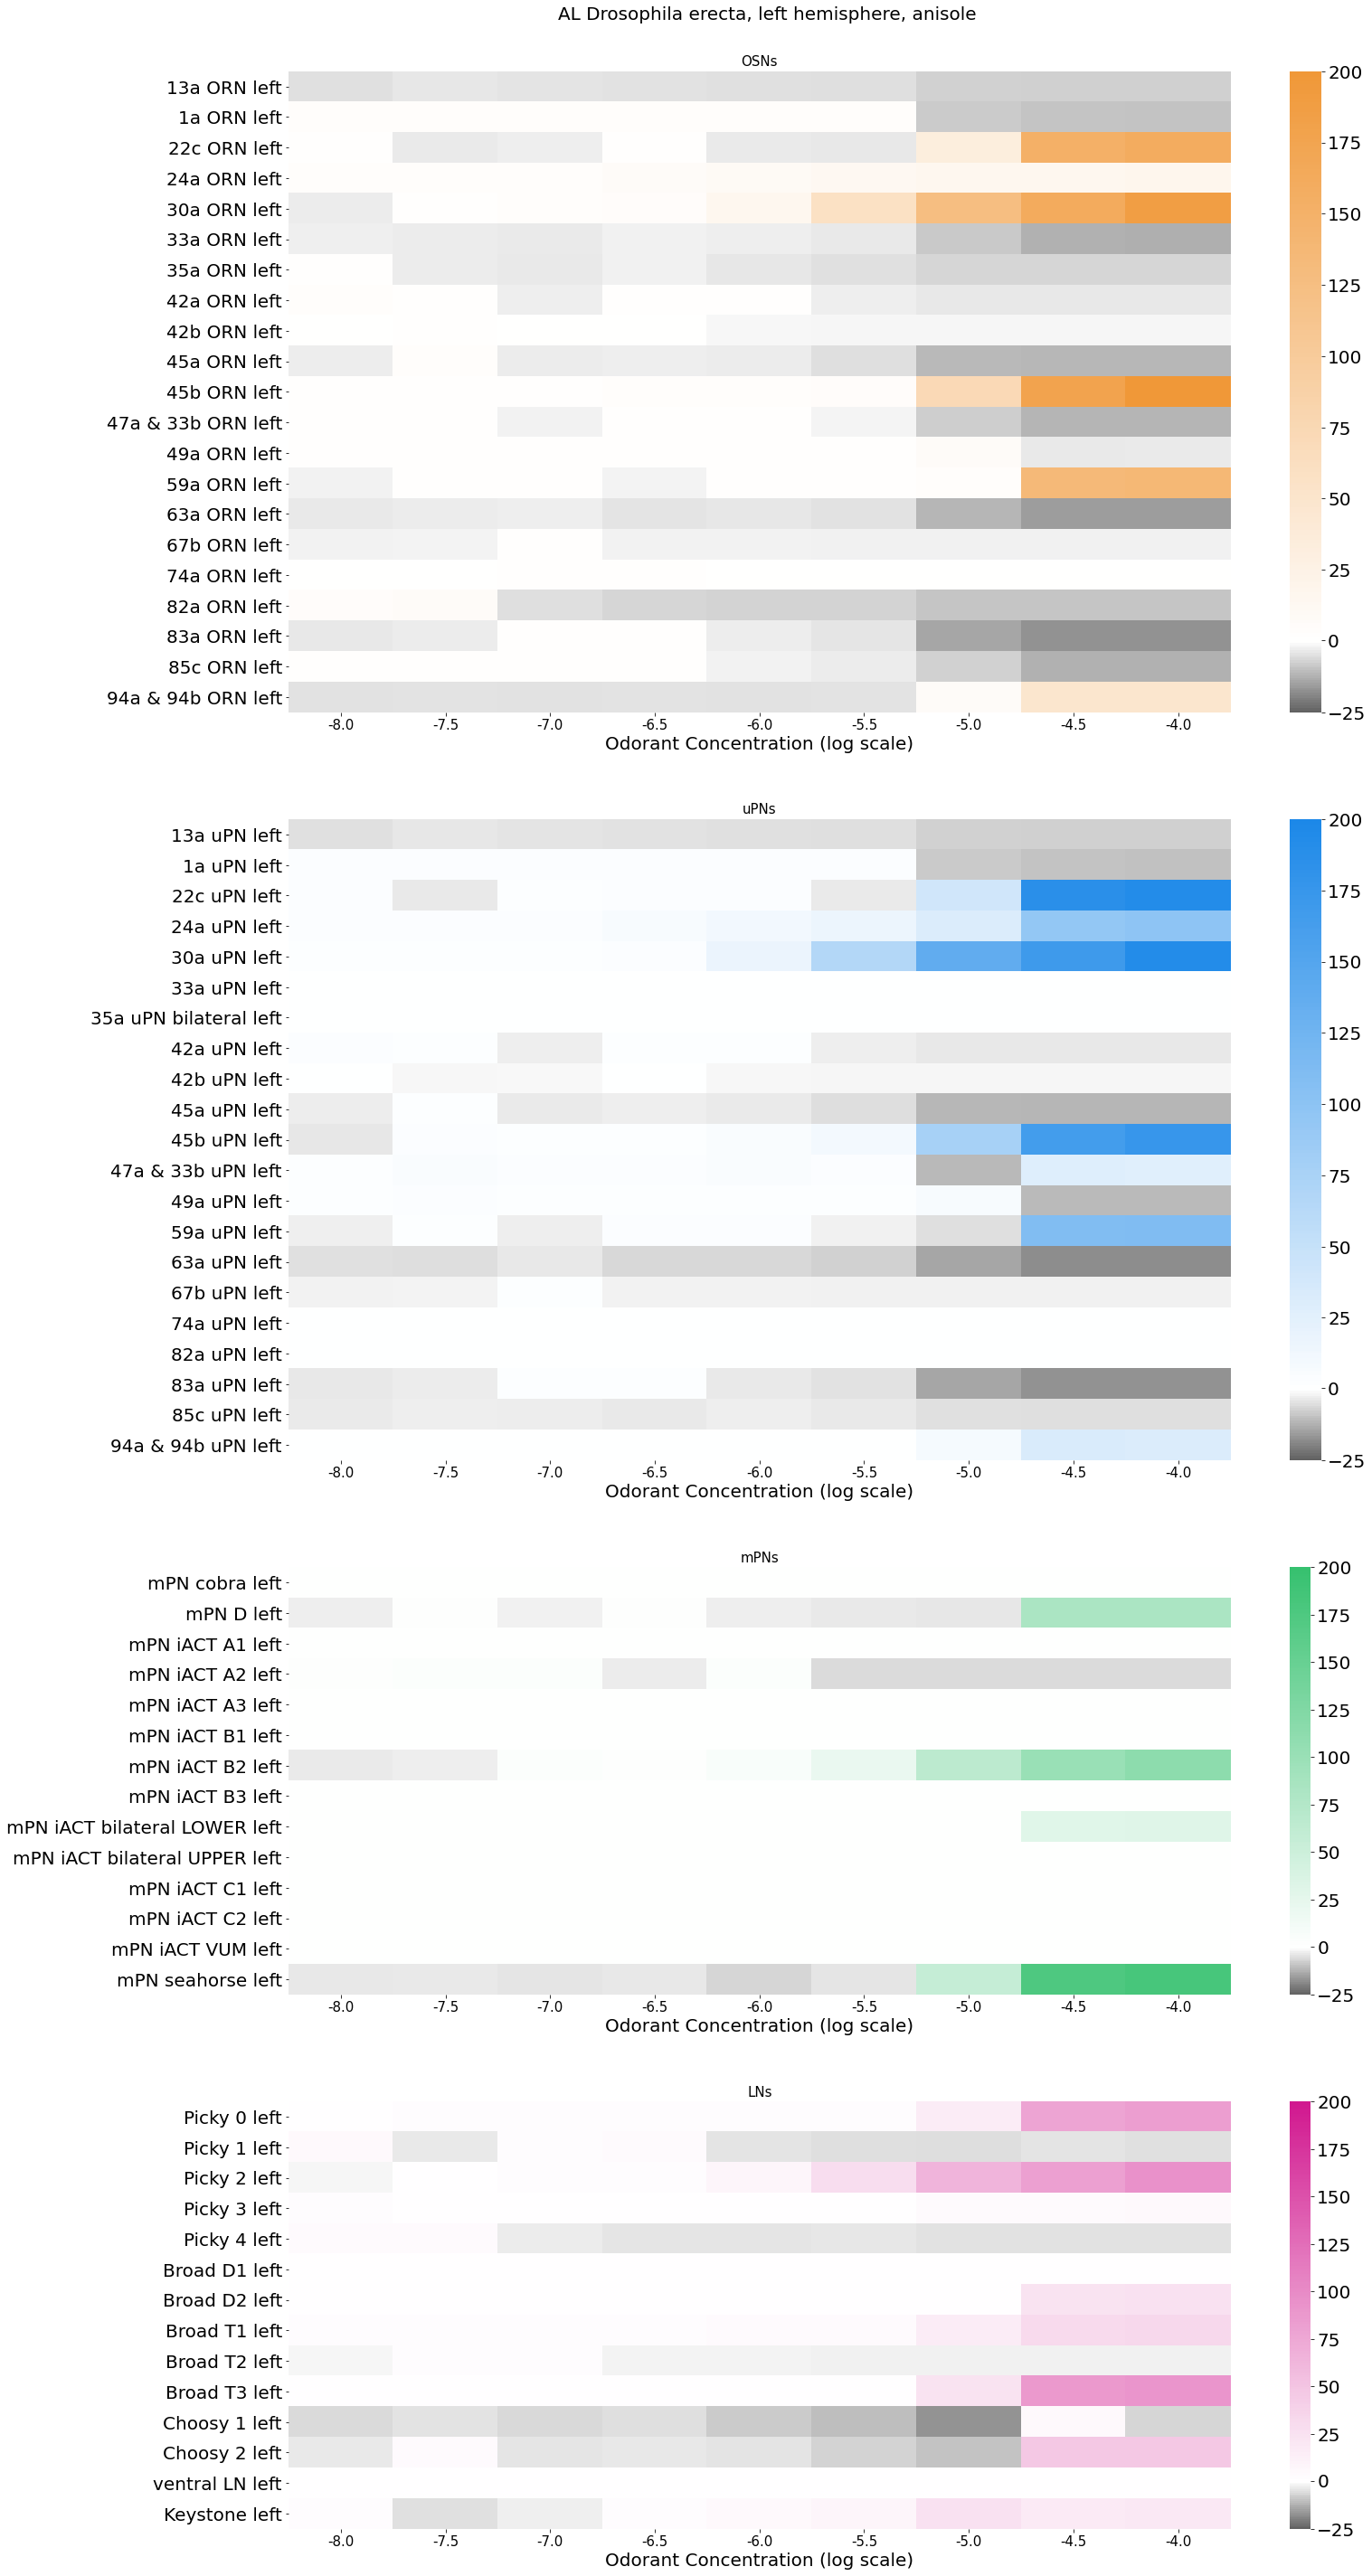 AL Drosophila erecta, left hemisphere, anisole
OSNs
13a ORN left
1a ORN left
22c ORN left
24a ORN left
30a ORN left
33a ORN left
35a ORN left
42a ORN left
42b ORN left
45a ORN left
45b ORN left
47a & 33b ORN left
49a ORN left
59a ORN left
63a ORN left
67b ORN left
74a ORN left
82a ORN left
83a ORN left
85c ORN left
94a & 94b ORN left
-8.0 -7.5 -7.0 -6.5 -6.0 -5.5 -5.0 -4.5 -4.0
Odorant Concentration (log scale)
200
175
150
125
100
75
50
25
0
−25
uPNs
13a uPN left
1a uPN left
22c uPN left
24a uPN left
30a uPN left
33a uPN left
35a uPN bilateral left
42a uPN left
42b uPN left
45a uPN left
45b uPN left
47a & 33b uPN left
49a uPN left
59a uPN left
63a uPN left
67b uPN left
74a uPN left
82a uPN left
83a uPN left
85c uPN left
94a & 94b uPN left
-8.0 -7.5 -7.0 -6.5 -6.0 -5.5 -5.0 -4.5 -4.0
Odorant Concentration (log scale)
200
175
150
125
100
75
50
25
0
−25
mPNs
mPN cobra left
mPN D left
mPN iACT A1 left
mPN iACT A2 left
mPN iACT A3 left
mPN iACT B1 left
mPN iACT B2 left
mPN iACT B3 left
mPN iACT bilateral LOWER left
mPN iACT bilateral UPPER left
mPN iACT C1 left
mPN iACT C2 left
mPN iACT VUM left
mPN seahorse left
-8.0 -7.5 -7.0 -6.5 -6.0 -5.5 -5.0 -4.5 -4.0
Odorant Concentration (log scale)
200
175
150
125
100
75
50
25
0
−25
LNs
Picky 0 left
Picky 1 left
Picky 2 left
Picky 3 left
Picky 4 left
Broad D1 left
Broad D2 left
Broad T1 left
Broad T2 left
Broad T3 left
Choosy 1 left
Choosy 2 left
ventral LN left
Keystone left
-8.0 -7.5 -7.0 -6.5 -6.0 -5.5 -5.0 -4.5 -4.0
Odorant Concentration (log scale)
200
175
150
125
100
75
50
25
0
−25